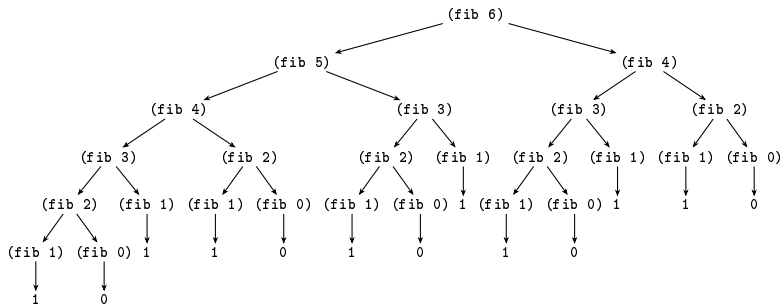 (fib 6)
(fib 5) (fib 4)
(fib 4) (fib 3) (fib 3) (fib 2)
(fib 3) (fib 2) (fib 2) (fib 1) (fib 2) (fib 1) (fib 1) (fib 0)
(fib 2) (fib 1) (fib 1) (fib 0) (fib 1) (fib 0) 1 (fib 1) (fib 0) 1 1 0
(fib 1) (fib 0) 1 1 0 1 0 1 0
1 0